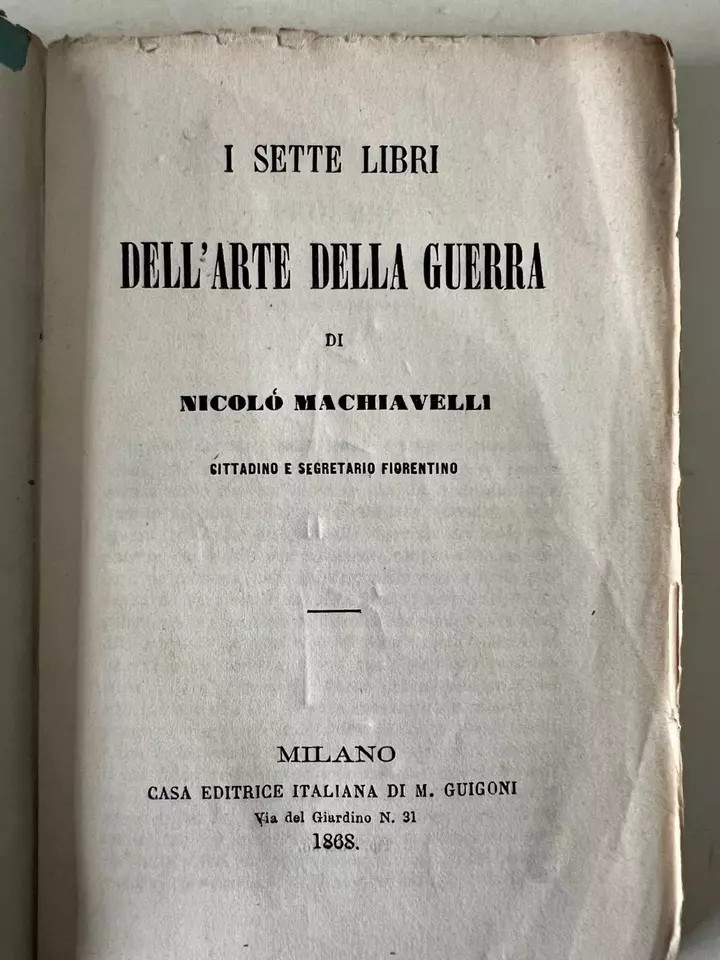 I SETTE LIBRI
DELL'ARTE DELLA GUERRA
DI
NICOLÓ MACHIAVELLI
CITTADINO E SEGRETARIO FIORENTINO
MILANO
CASA EDITRICE ITALIANA DI M. GUIGONI
Via del Giardino N. 31
1868.